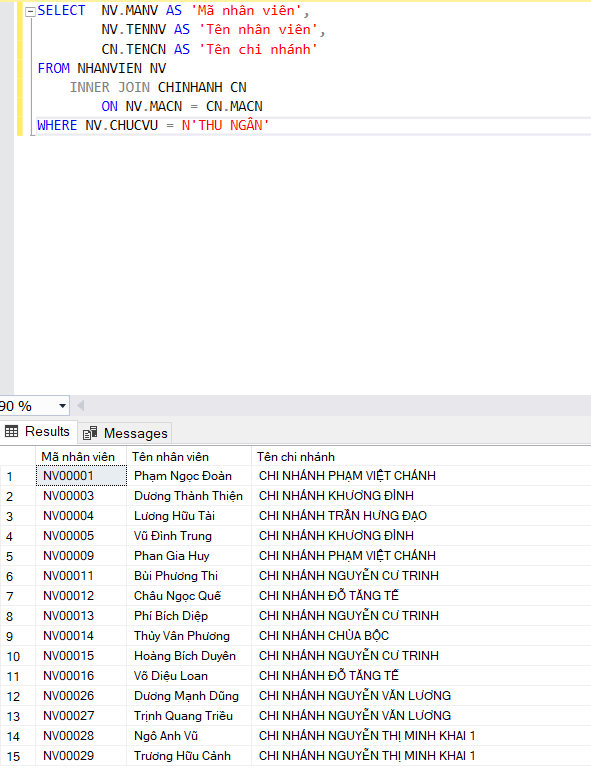 SELECT NV.MANV AS 'Mã nhân viên',
NV.TENNV AS 'Tên nhân viên',
CN.TENCN AS 'Tên chi nhánh'
FROM NHANVIEN NV
INNER JOIN CHINHANH CN
ON NV.MACN = CN.MACN
WHERE NV.CHUCVU = N'THU NGÂN'
90 %
Results Messages
Mã nhân viên Tên nhân viên Tên chi nhánh
1 NV00001 Phạm Ngọc Đoàn CHI NHÁNH PHẠM VIỆT CHÁNH
2 NV00003 Dương Thành Thiện CHI NHÁNH KHƯƠNG ĐÌNH
3 NV00004 Lương Hữu Tài CHI NHÁNH TRẦN HƯNG ĐẠO
4 NV00005 Vũ Đình Trung CHI NHÁNH KHƯƠNG ĐÌNH
5 NV00009 Phan Gia Huy CHI NHÁNH PHẠM VIỆT CHÁNH
6 NV00011 Bùi Phương Thi CHI NHÁNH NGUYỄN CƯ TRINH
7 NV00012 Châu Ngọc Quế CHI NHÁNH ĐỖ TĂNG TẾ
8 NV00013 Phí Bích Diệp CHI NHÁNH NGUYỄN CƯ TRINH
9 NV00014 Thủy Vân Phương CHI NHÁNH CHÙA BỘC
10 NV00015 Hoàng Bích Duyên CHI NHÁNH NGUYỄN CƯ TRINH
11 NV00016 Võ Diệu Loan CHI NHÁNH ĐỖ TĂNG TẾ
12 NV00026 Dương Mạnh Dũng CHI NHÁNH NGUYỄN VĂN LƯƠNG
13 NV00027 Trịnh Quang Triều CHI NHÁNH NGUYỄN VĂN LƯƠNG
14 NV00028 Ngô Anh Vũ CHI NHÁNH NGUYỄN THỊ MINH KHAI 1
15 NV00029 Trương Hữu Cảnh CHI NHÁNH NGUYỄN THỊ MINH KHAI 1